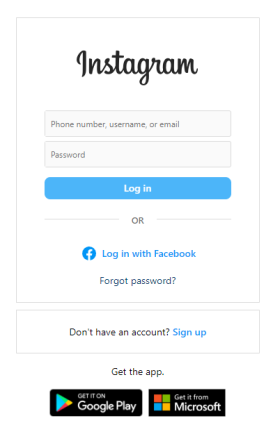 Instagram
Phone number, username, or email
Password
Log in
OR
Log in with Facebook
Forgot password?
Don't have an account? Sign up
Get the app.
GET IT ON
Google Play
Get it from
Microsoft